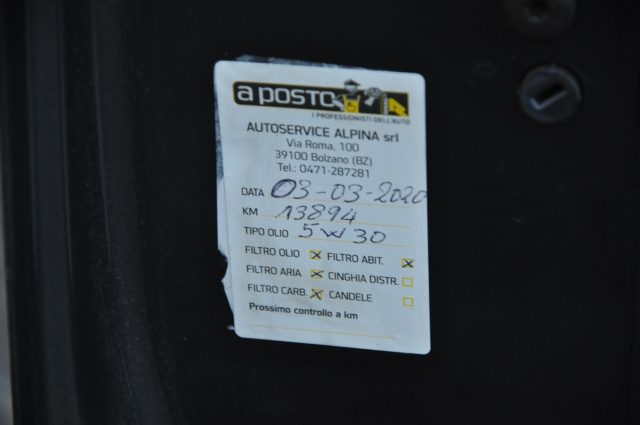 a POSTO
I PROFESSIONISTI DELL'AUTO
AUTOSERVICE ALPINA srl
Via Roma, 100
39100 Bolzano (BZ)
Tel.: 0471-287281
DATA 03-03-2020
KM 13894
TIPO OLIO 5W30
FILTRO OLIO FILTRO ABIT.
FILTRO ARIA CINGHIA DISTR.
FILTRO CARB. CANDELE
Prossimo controllo a km